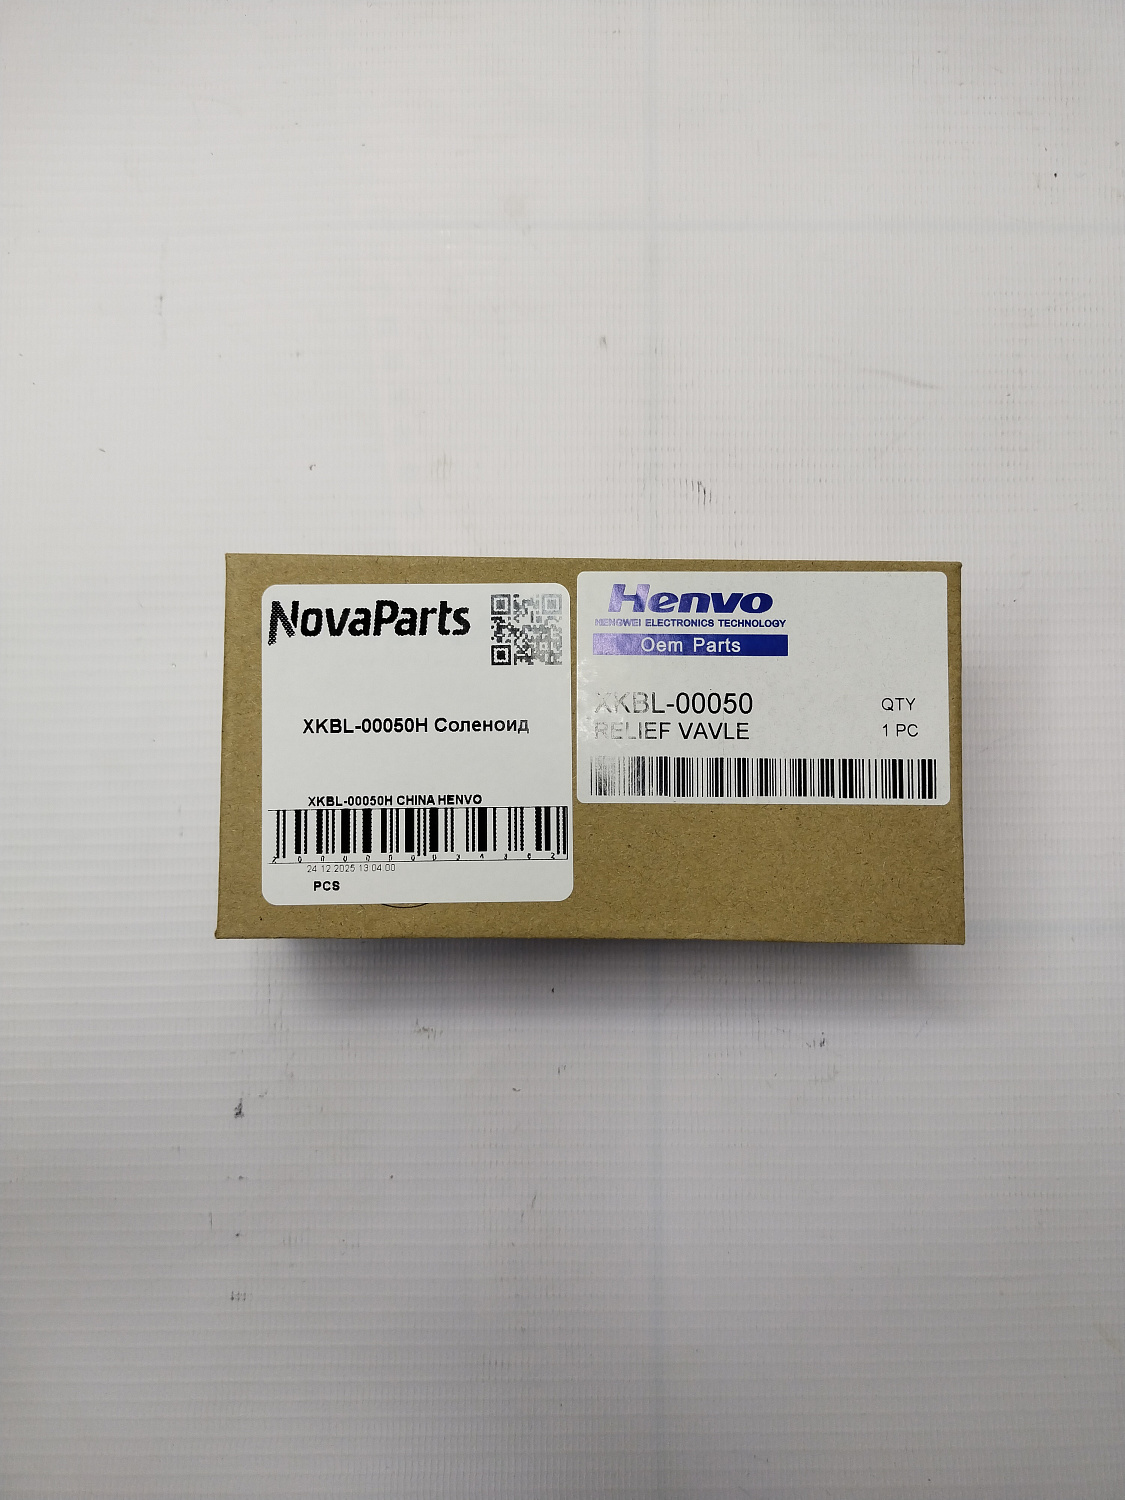 NovaParts
XKBL-00050H Соленоид
XKBL-00050H CHINA HENVO
24.12.2025 13:04:00
PCS
Henvo
HENGWEI ELECTRONICS TECHNOLOGY
Oem Parts
XKBL-00050
QTY
RELIEF VAVLE
1 PC